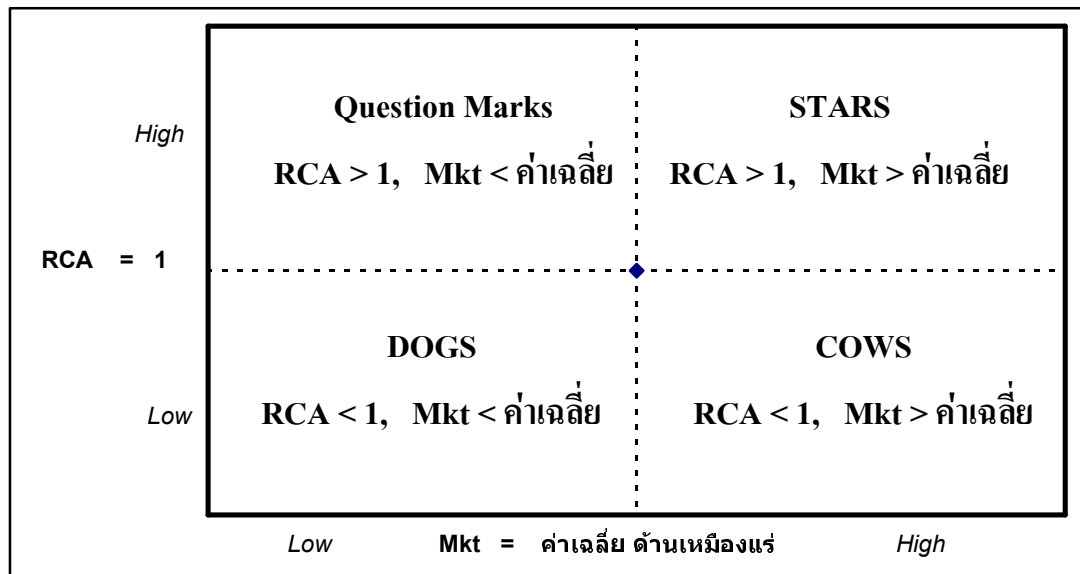 Question Marks
STARS
High
RCA > 1, Mkt < ค่าเฉลี่ย
RCA > 1, Mkt > ค่าเฉลี่ย
RCA = 1
DOGS
COWS
Low
RCA < 1, Mkt < ค่าเฉลี่ย
RCA < 1, Mkt > ค่าเฉลี่ย
Low
Mkt = ค่าเฉลี่ย ด้านเหมืองแร่
High